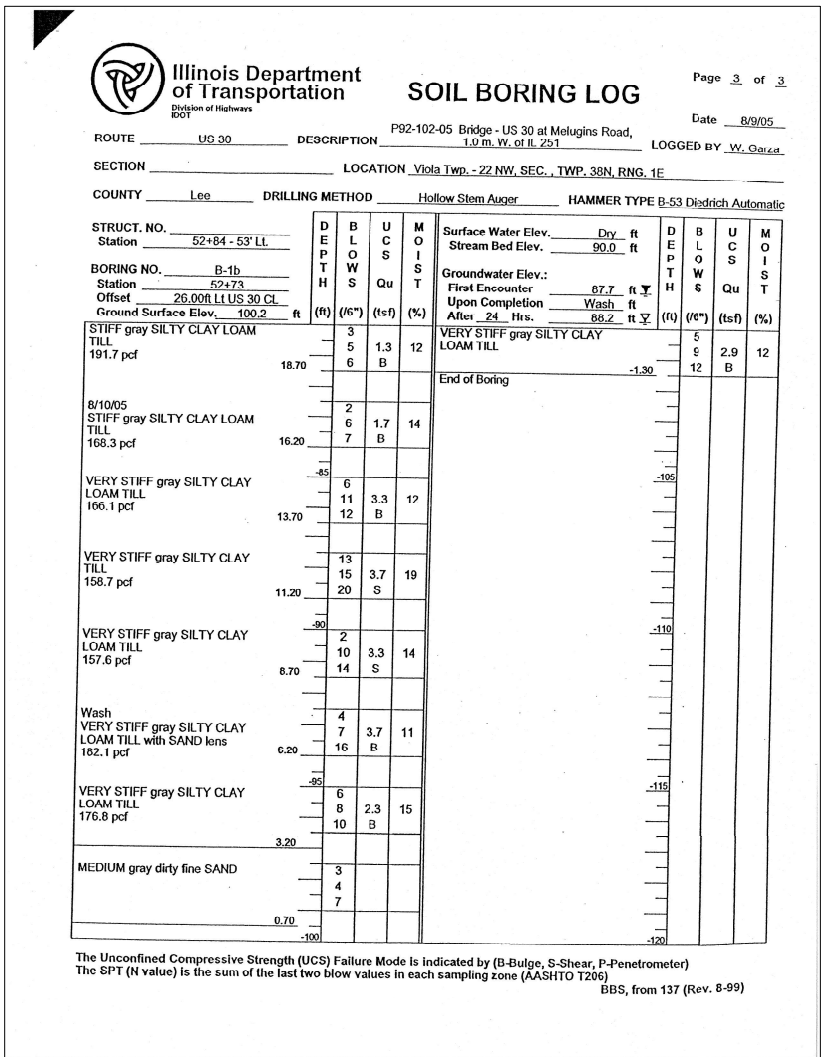 Illinois Department
of Transportation
Division of Highways
IDOT
SOIL BORING LOG
Page 3 of 3
Date 8/9/05
ROUTE US 30 DESCRIPTION P92-102-05 Bridge - US 30 at Melugins Road, 1.0 m. W. of IL 251 LOGGED BY W. Garza
SECTION LOCATION Viola Twp. - 22 NW, SEC. , TWP. 38N, RNG. 1E
COUNTY Lee DRILLING METHOD Hollow Stem Auger HAMMER TYPE B-53 Diedrich Automatic
STRUCT. NO.
Station 52+84 - 53' Lt.
BORING NO. B-1b
Station 52+73
Offset 26.00ft Lt US 30 CL
Ground Surface Elev. 100.2 ft
DEPTH (ft)
BLOWS (/6")
UCS Qu (tsf)
MOIST (%)
Surface Water Elev. Dry ft
Stream Bed Elev. 90.0 ft
Groundwater Elev.:
First Encounter 87.7 ft
Upon Completion Wash ft
After 24 Hrs. 88.2 ft
DEPTH (ft)
BLOWS (/6")
UCS Qu (tsf)
MOIST (%)
STIFF gray SILTY CLAY LOAM 3
TILL 5 1.3 12
191.7 pcf
18.70 6 B
8/10/05 2
STIFF gray SILTY CLAY LOAM 6 1.7 14
TILL 7 B
168.3 pcf 16.20
-85
VERY STIFF gray SILTY CLAY 6
LOAM TILL 11 3.3 12
166.1 pcf 12 B
13.70
VERY STIFF gray SILTY CLAY 13
TILL 15 3.7 19
158.7 pcf
11.20 20 S
-90
VERY STIFF gray SILTY CLAY 2
LOAM TILL 10 3.3 14
157.6 pcf
8.70 14 S
Wash 4
VERY STIFF gray SILTY CLAY 7 3.7 11
LOAM TILL with SAND lens 16 B
182.1 pcf 6.20
-95
VERY STIFF gray SILTY CLAY 6
LOAM TILL 8 2.3 15
176.8 pcf 10 B
3.20
MEDIUM gray dirty fine SAND 3
4
7
0.70
-100
VERY STIFF gray SILTY CLAY 5
LOAM TILL 9 2.9 12
-1.30 12 B
End of Boring
-105
-110
-115
-120
The Unconfined Compressive Strength (UCS) Failure Mode is indicated by (B-Bulge, S-Shear, P-Penetrometer)
The SPT (N value) is the sum of the last two blow values in each sampling zone (AASHTO T206)
BBS, from 137 (Rev. 8-99)